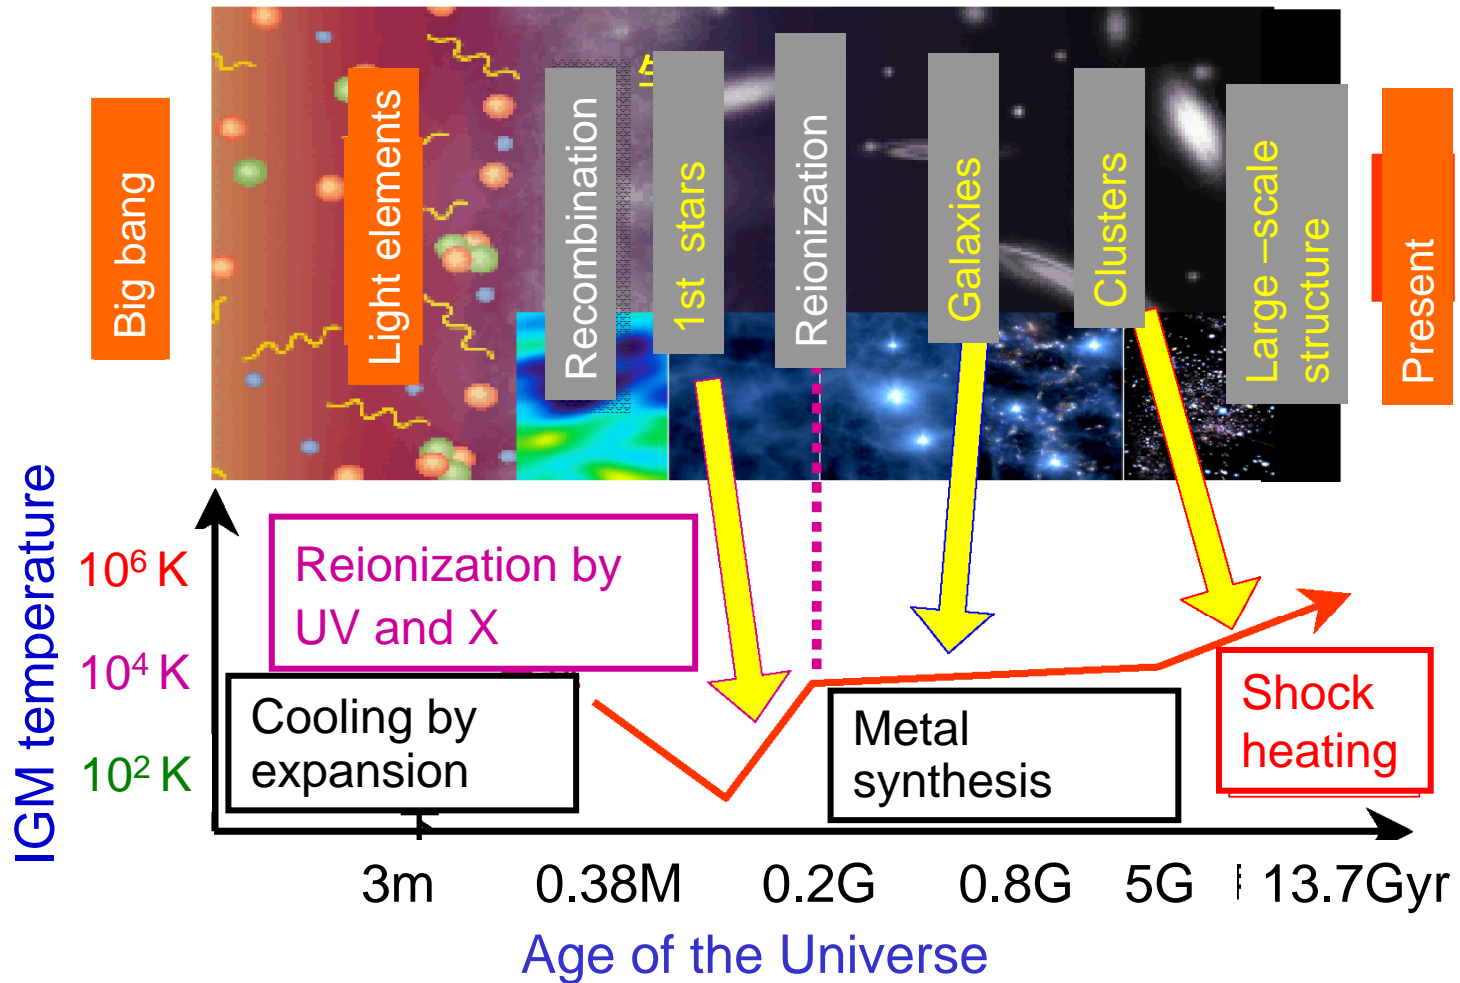 Big bang
Light elements
Recombination
1st stars
Reionization
Galaxies
Clusters
Large –scale
structure
Present
IGM temperature
10⁶ K
10⁴ K
10² K
Reionization by
UV and X
Cooling by
expansion
Metal
synthesis
Shock
heating
3m
0.38M
0.2G
0.8G
5G
13.7Gyr
Age of the Universe